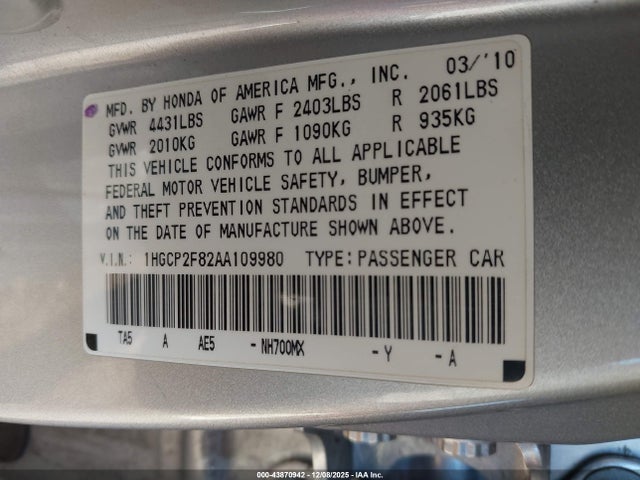 MFD. BY HONDA OF AMERICA MFG., INC. 03/'10
GVWR 4431LBS GAWR F 2403LBS R 2061LBS
GVWR 2010KG GAWR F 1090KG R 935KG
THIS VEHICLE CONFORMS TO ALL APPLICABLE
FEDERAL MOTOR VEHICLE SAFETY, BUMPER,
AND THEFT PREVENTION STANDARDS IN EFFECT
ON THE DATE OF MANUFACTURE SHOWN ABOVE.
V.I.N.: 1HGCP2F82AA109980 TYPE:PASSENGER CAR
TA5 A AE5 - NH700MX - Y - A
000-43870942 - 12/08/2025 - IAA Inc.